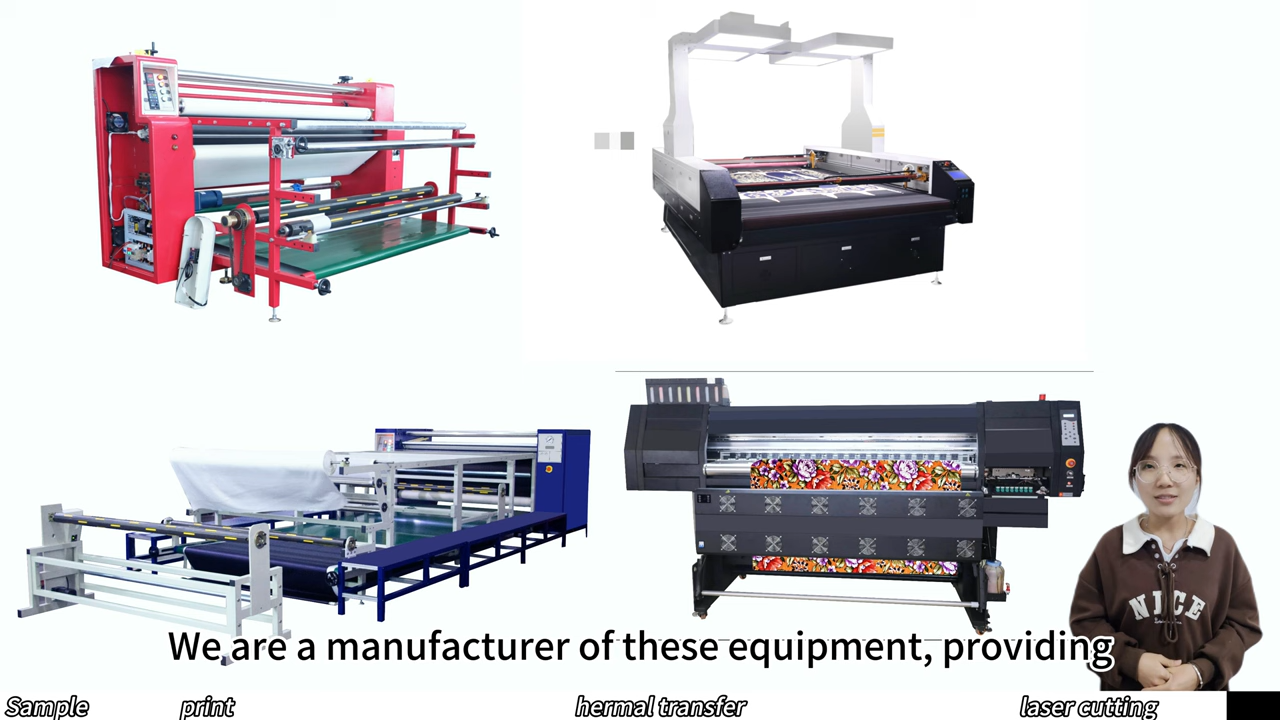 NICE
We are a manufacturer of these equipment, providing
Sample print hermal transfer laser cutting